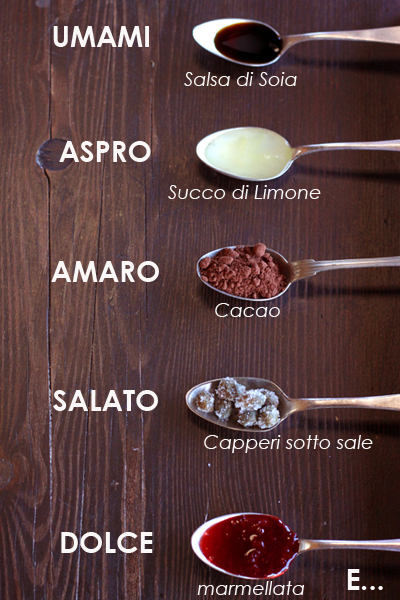 UMAMI
Salsa di Soia
ASPRO
Succo di Limone
AMARO
Cacao
SALATO
Capperi sotto sale
DOLCE
marmellata
E...